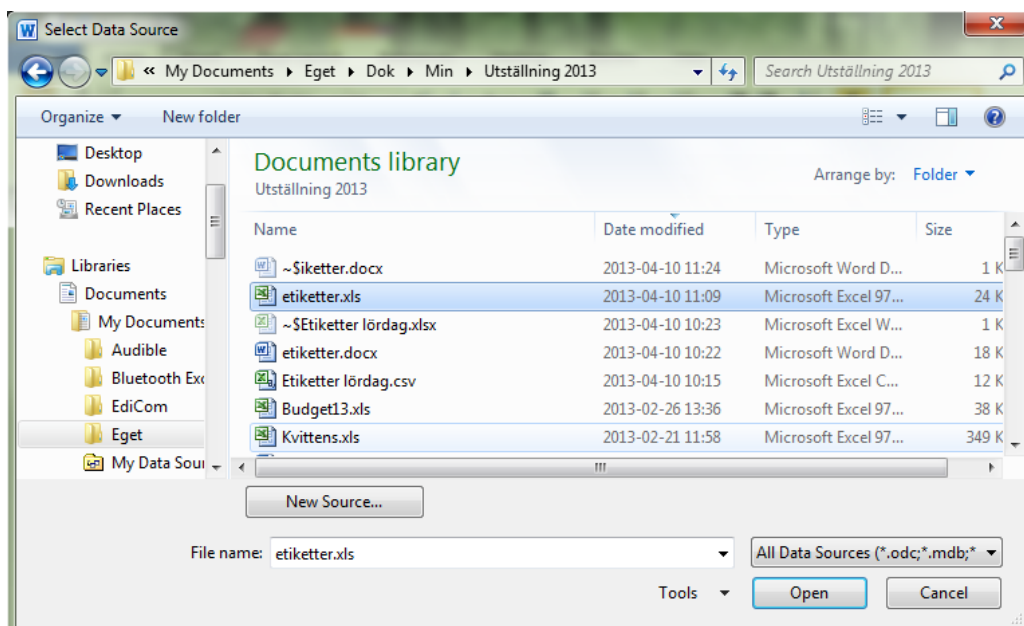 Select Data Source
« My Documents ▸ Eget ▸ Dok ▸ Min ▸ Utställning 2013
Search Utställning 2013
Organize
New folder
Desktop
Downloads
Recent Places
Libraries
Documents
My Documents
Audible
Bluetooth Exc
EdiCom
Eget
My Data Sour
Documents library
Utställning 2013
Arrange by: Folder
Name Date modified Type Size
~$iketter.docx 2013-04-10 11:24 Microsoft Word D... 1 K
etiketter.xls 2013-04-10 11:09 Microsoft Excel 97... 24 K
~$Etiketter lördag.xlsx 2013-04-10 10:23 Microsoft Excel W... 1 K
etiketter.docx 2013-04-10 10:22 Microsoft Word D... 18 K
Etiketter lördag.csv 2013-04-10 10:15 Microsoft Excel C... 12 K
Budget13.xls 2013-02-26 13:36 Microsoft Excel 97... 38 K
Kvittens.xls 2013-02-21 11:58 Microsoft Excel 97... 349 K
New Source...
File name: etiketter.xls
All Data Sources (*.odc;*.mdb;*
Tools
Open
Cancel